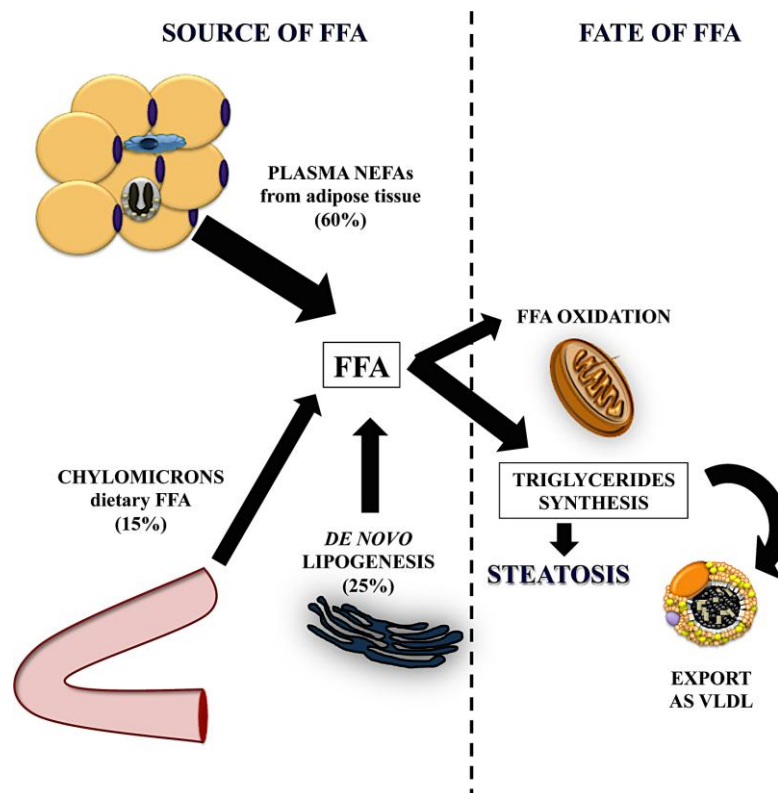 SOURCE OF FFA
FATE OF FFA
PLASMA NEFAs
from adipose tissue
(60%)
FFA OXIDATION
FFA
CHYLOMICRONS
dietary FFA
(15%)
DE NOVO
LIPOGENESIS
(25%)
TRIGLYCERIDES
SYNTHESIS
STEATOSIS
EXPORT
AS VLDL